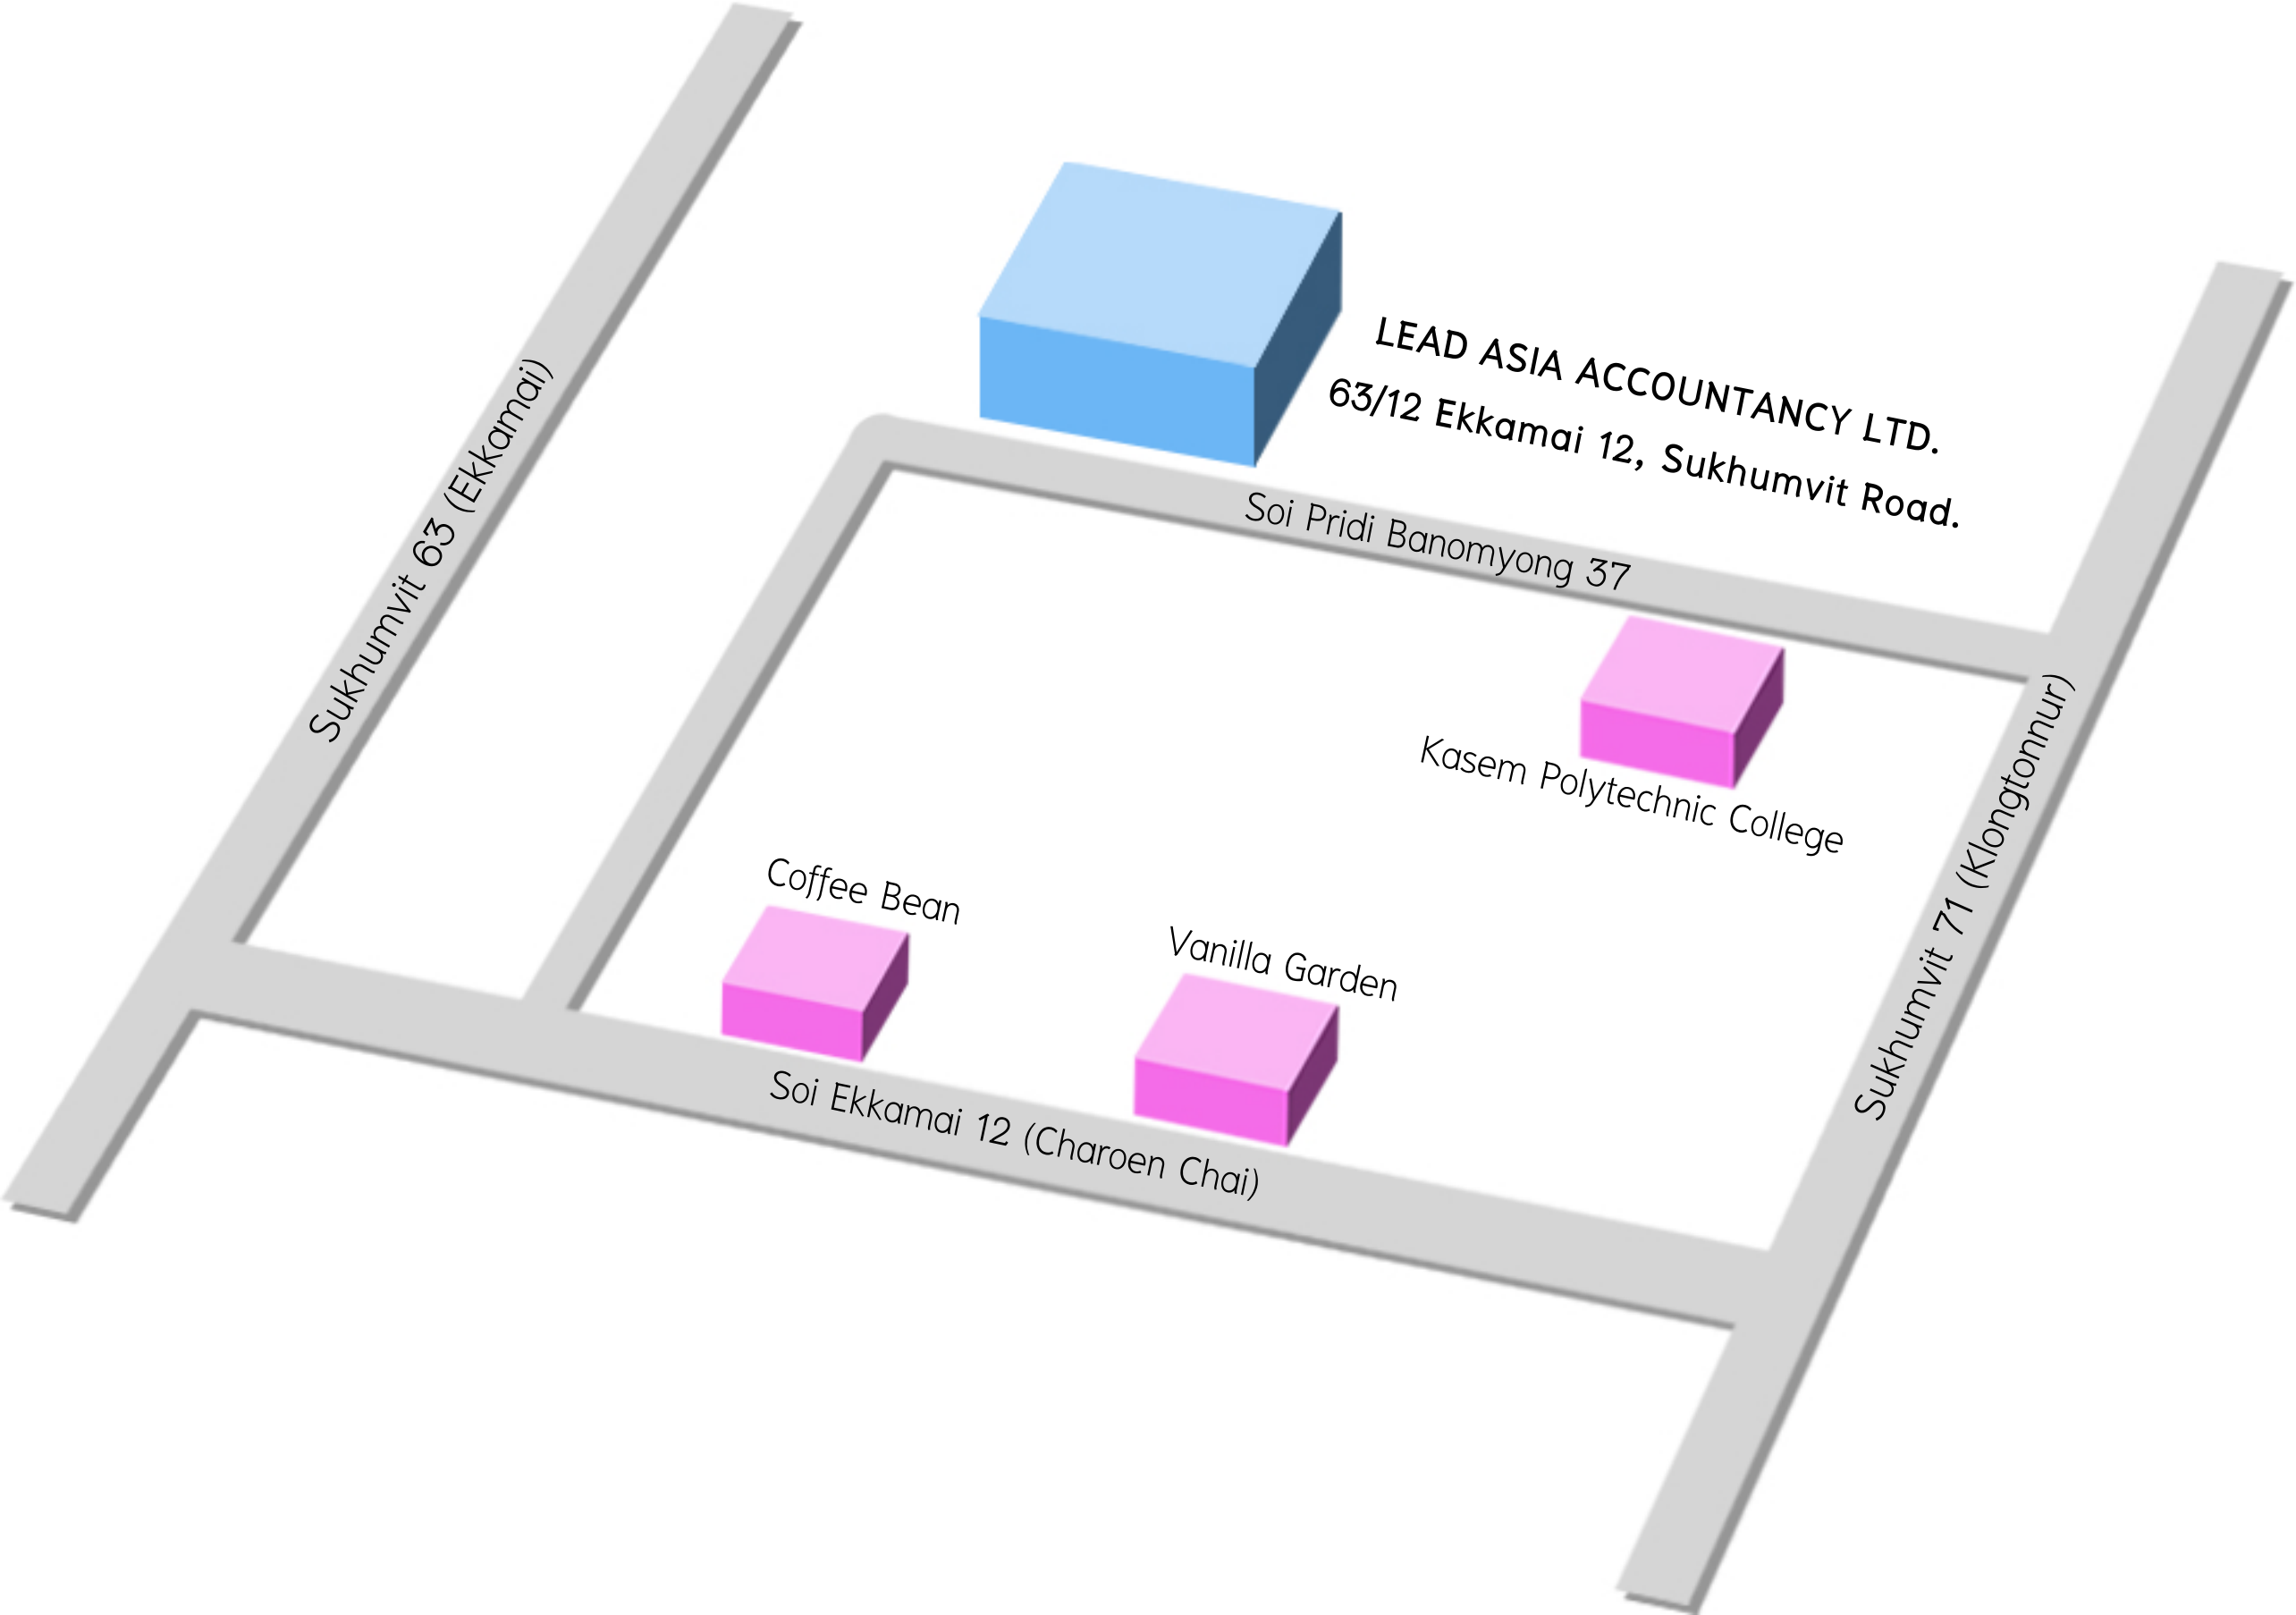 Sukhumvit 63 (Ekkamai)
LEAD ASIA ACCOUNTANCY LTD.
63/12 Ekkamai 12, Sukhumvit Road.
Soi Pridi Banomyong 37
Kasem Polytechnic College
Sukhumvit 71 (Klongtonnur)
Coffee Bean
Vanilla Garden
Soi Ekkamai 12 (Charoen Chai)